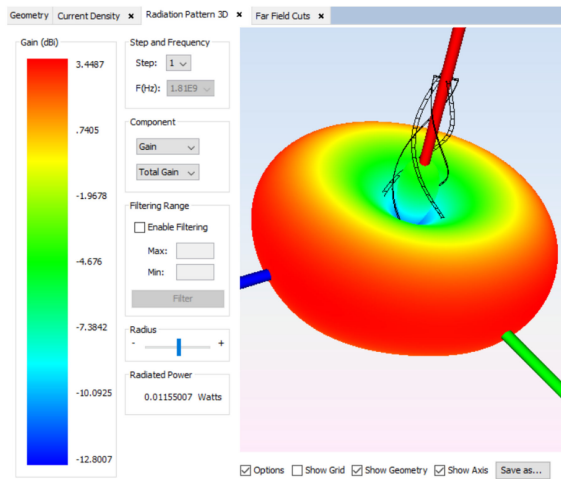 Geometry Current Density × Radiation Pattern 3D × Far Field Cuts ×
Gain (dBi)
3.4487
.7405
-1.9678
-4.676
-7.3842
-10.0925
-12.8007
Step and Frequency
Step: 1
F(Hz): 1.81E9
Component
Gain
Total Gain
Filtering Range
Enable Filtering
Max:
Min:
Filter
Radius
- +
Radiated Power
0.01155007 Watts
Options Show Grid Show Geometry Show Axis Save as...